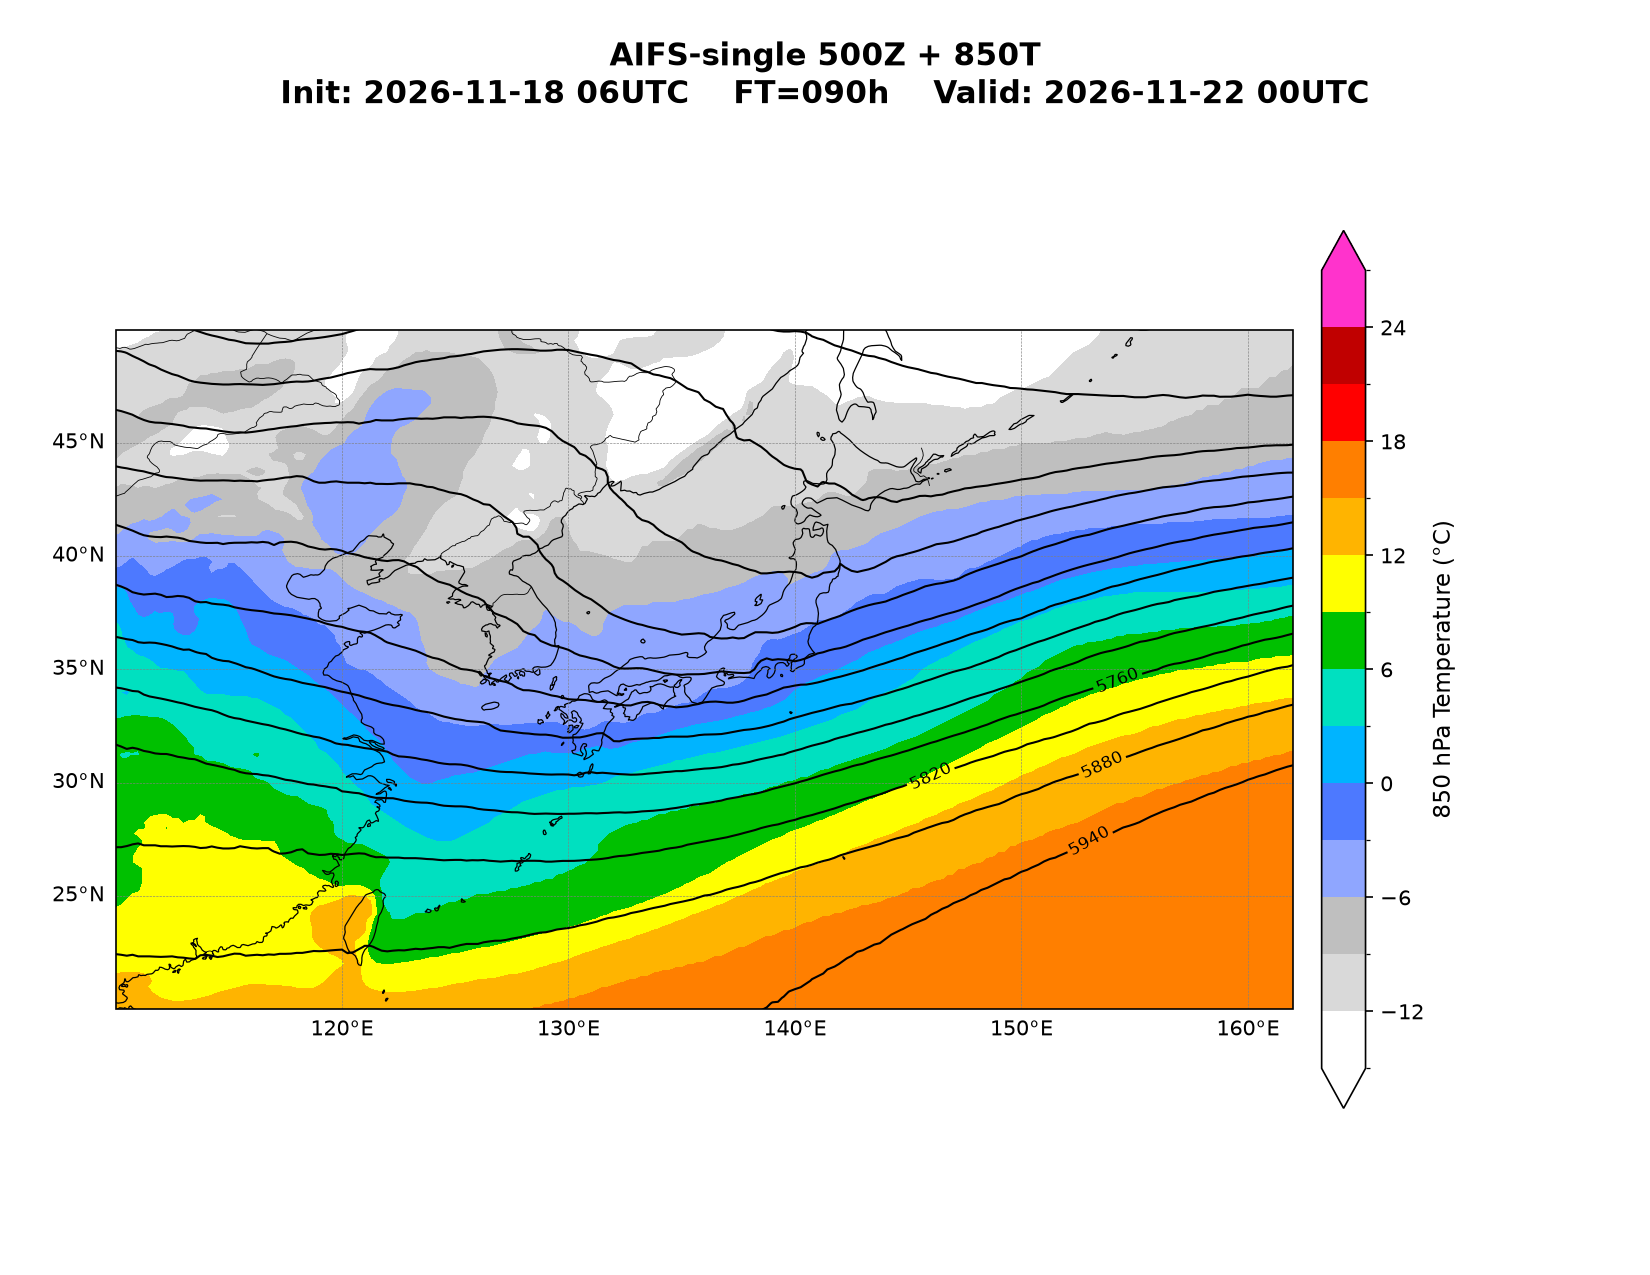 AIFS-single 500Z + 850T
Init: 2026-11-18 06UTC    FT=090h    Valid: 2026-11-22 00UTC
45°N
40°N
35°N
30°N
25°N
120°E
130°E
140°E
150°E
160°E
5760
5820
5880
5940
24
18
12
6
0
−6
−12
850 hPa Temperature (°C)